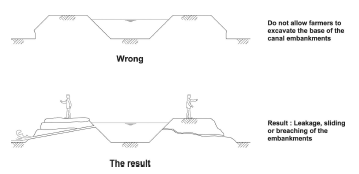 Do not allow farmers to
excavate the base of the
canal embankments
Wrong
Result : Leakage, sliding
or breaching of the
embankments
The result